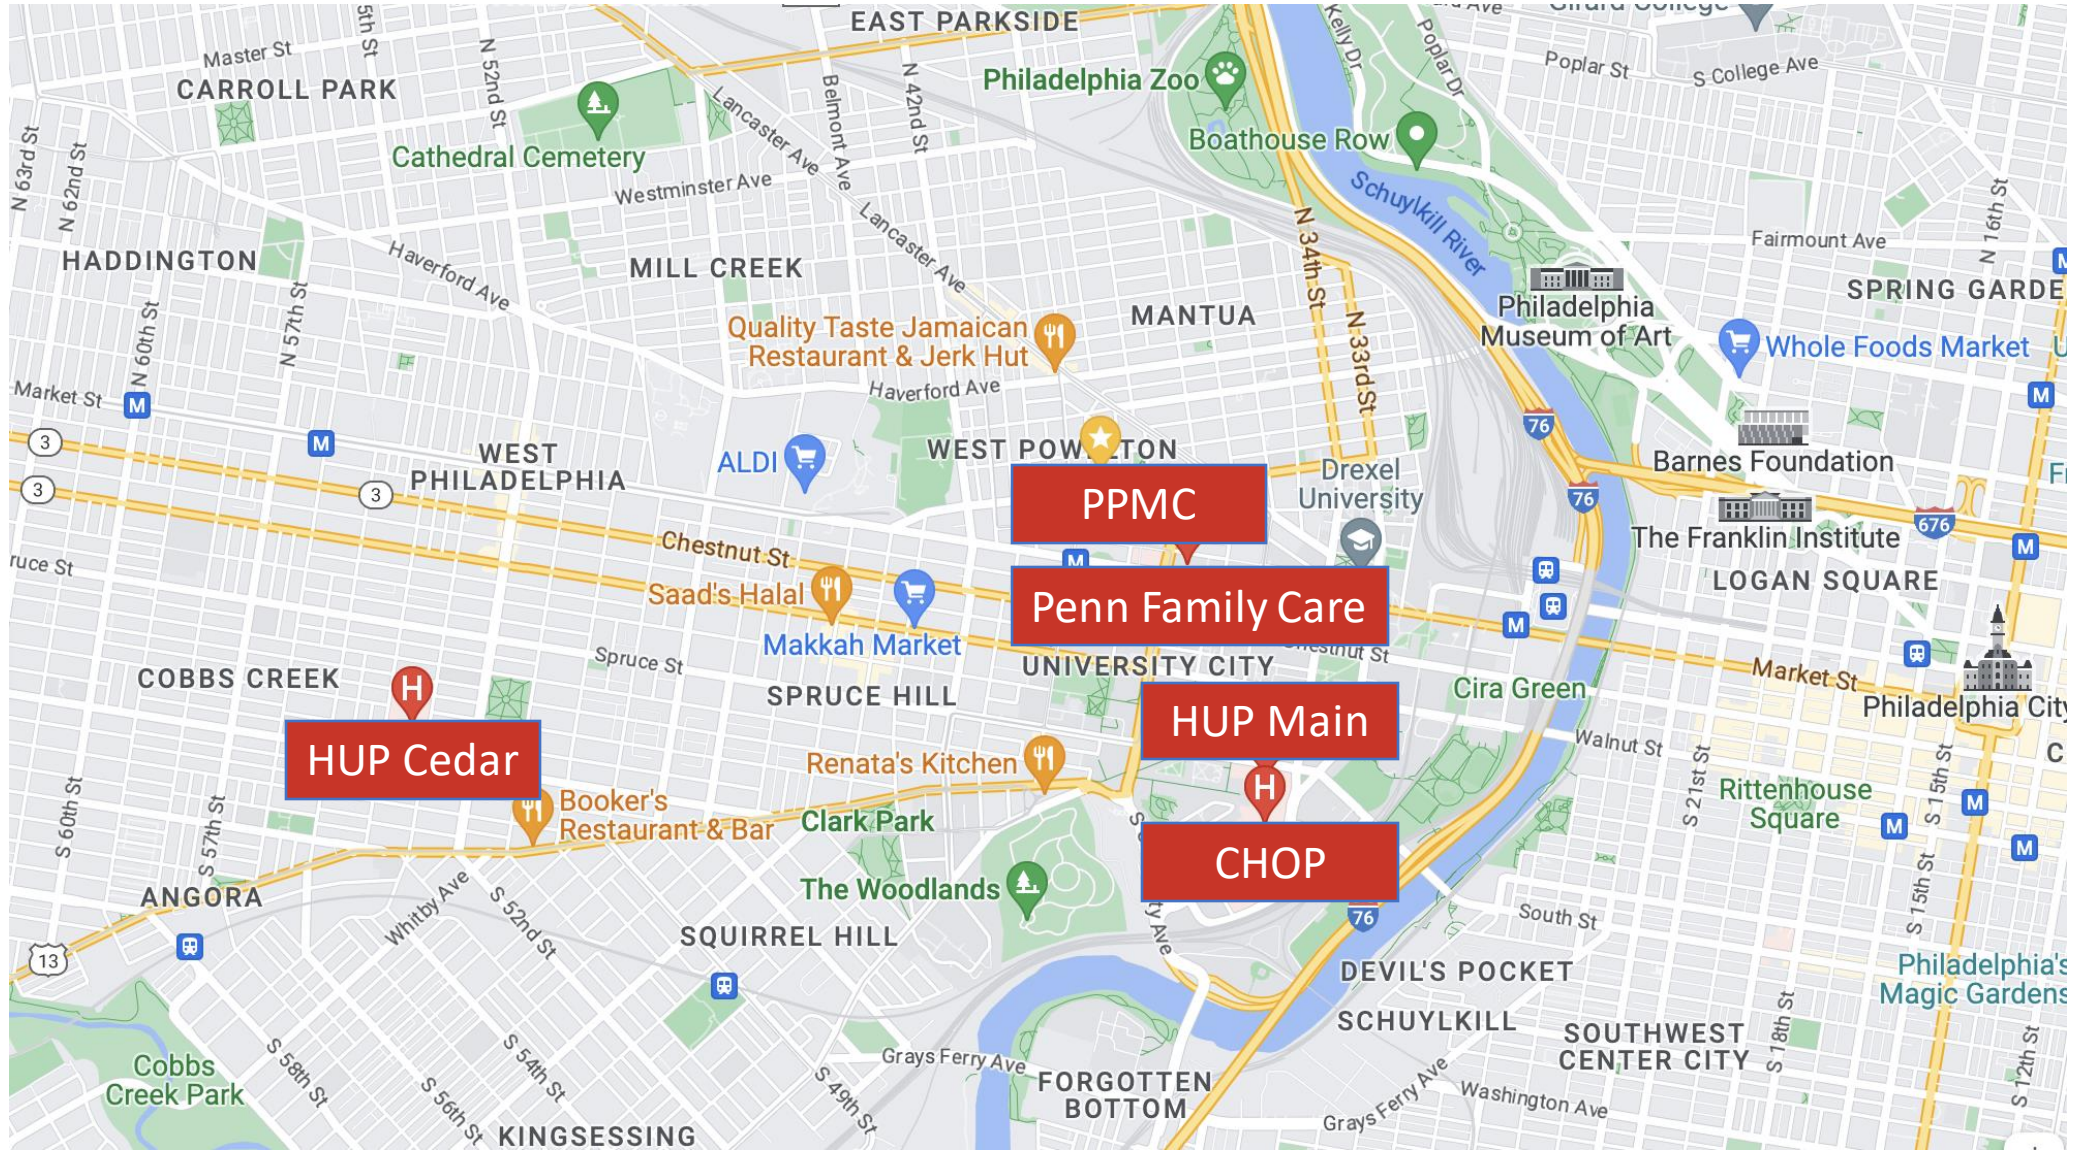 EAST PARKSIDE
Girard College
Master St
5th St
N 52nd St
CARROLL PARK
Philadelphia Zoo
Kelly Dr
Poplar Dr
Poplar St
S College Ave
Belmont Ave
N 42nd St
Lancaster Ave
Boathouse Row
Cathedral Cemetery
N 63rd St
N 62nd St
Westminster Ave
Schuylkill River
N 16th St
Lancaster Ave
N 34th St
Fairmount Ave
HADDINGTON
Haverford Ave
MILL CREEK
SPRING GARDE
Philadelphia
Museum of Art
N 60th St
N 57th St
MANTUA
Quality Taste Jamaican
Restaurant & Jerk Hut
N 33rd St
Whole Foods Market
U
Haverford Ave
Market St
M
M
M
M
3
3
3
WEST
PHILADELPHIA
ALDI
WEST POW
TON
76
76
676
Drexel
University
Barnes Foundation
Fr
PPMC
The Franklin Institute
M
M
Chestnut St
ruce St
Saad's Halal
Penn Family Care
LOGAN SQUARE
M
Makkah Market
Spruce St
UNIVERSITY CITY
hestnut St
Market St
COBBS CREEK
H
SPRUCE HILL
Cira Green
Philadelphia City
HUP Main
HUP Cedar
Renata's Kitchen
Walnut St
S 21st St
S 15th St
C
H
Rittenhouse
Square
M
M
M
Booker's
Restaurant & Bar
Clark Park
S 60th St
S 57th St
CHOP
ANGORA
Whitby Ave
S 52nd St
The Woodlands
ty Ave
76
South St
S 15th St
SQUIRREL HILL
13
DEVIL'S POCKET
Philadelphia's
Magic Gardens
SCHUYLKILL
SOUTHWEST
CENTER CITY
S 18th St
S 12th St
Cobbs
Creek Park
S 58th St
S 56th St
S 54th St
S 49th St
Grays Ferry Ave
FORGOTTEN
BOTTOM
Grays Ferry Ave
Washington Ave
KINGSESSING